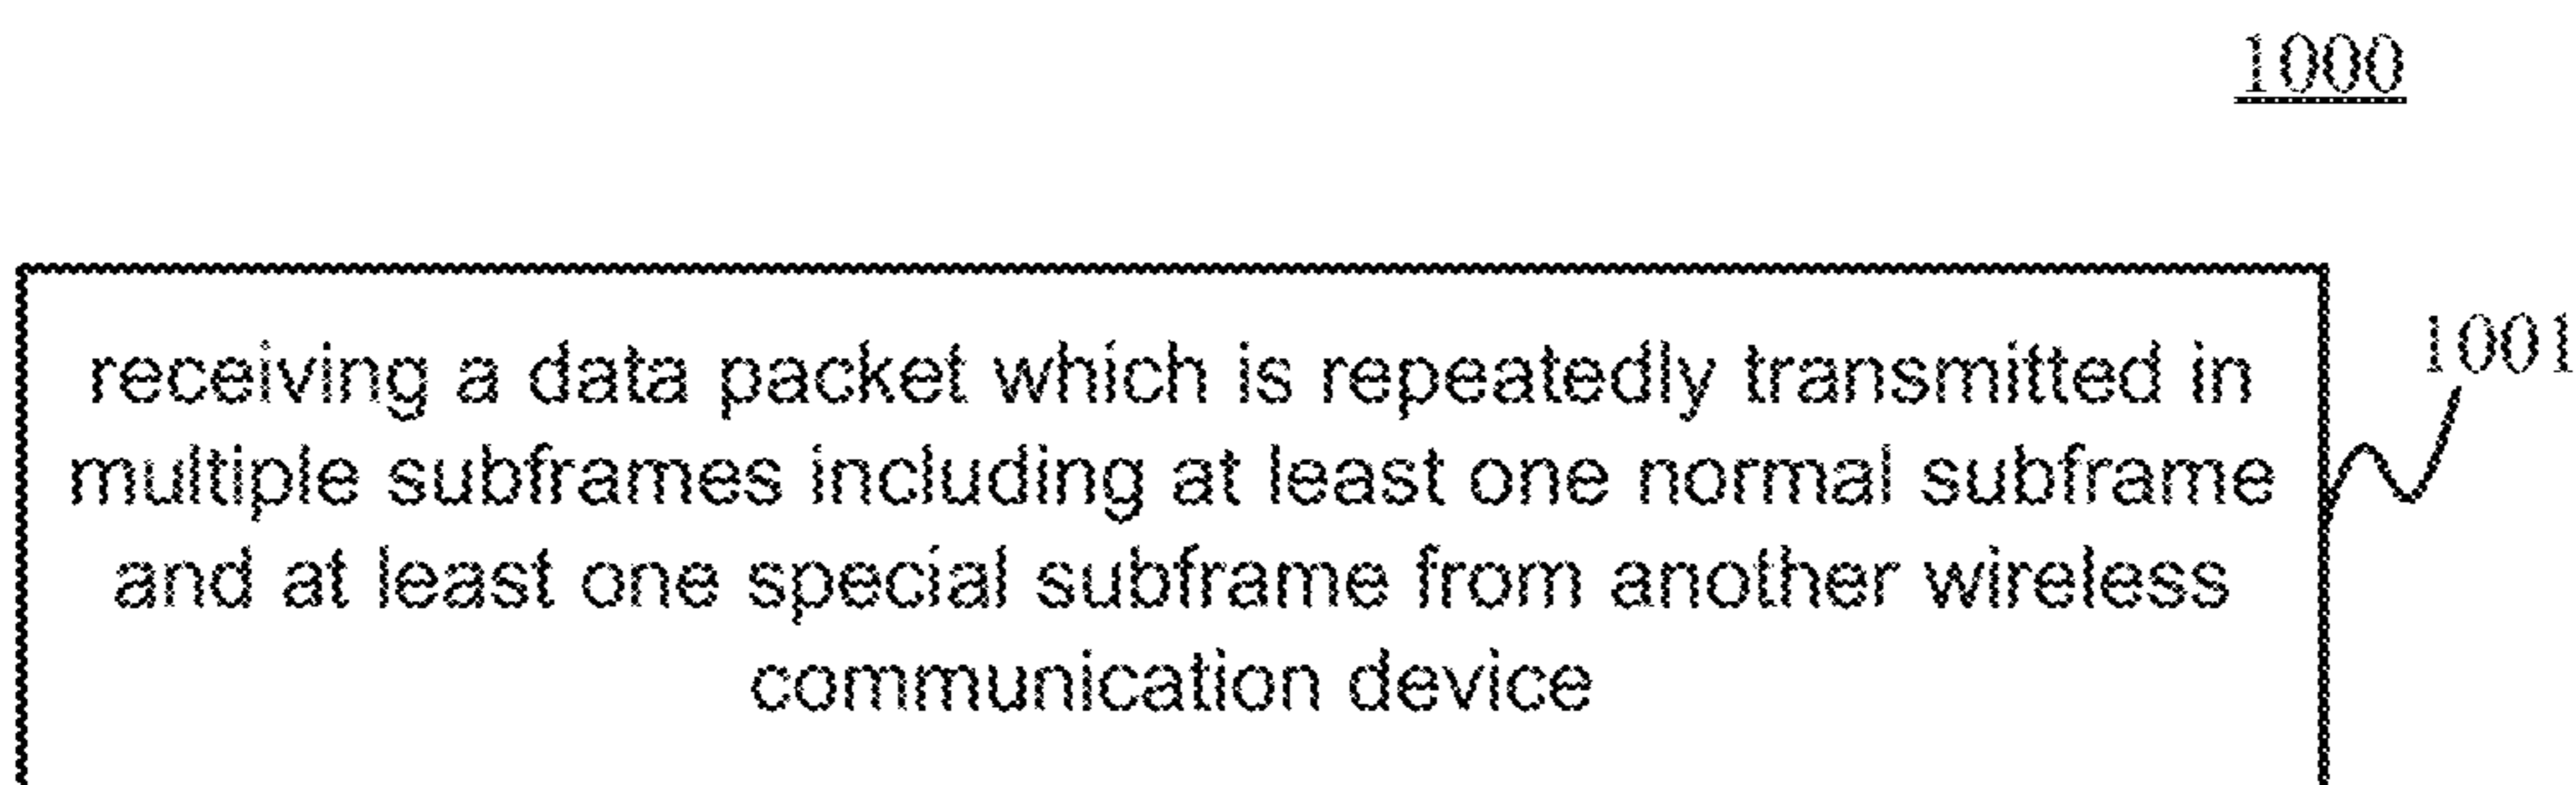 1000
receiving a data packet which is repeatedly transmitted in
1001
multiple subframes including at least one normal subframe
and at least one special subframe from another wireless
communication device